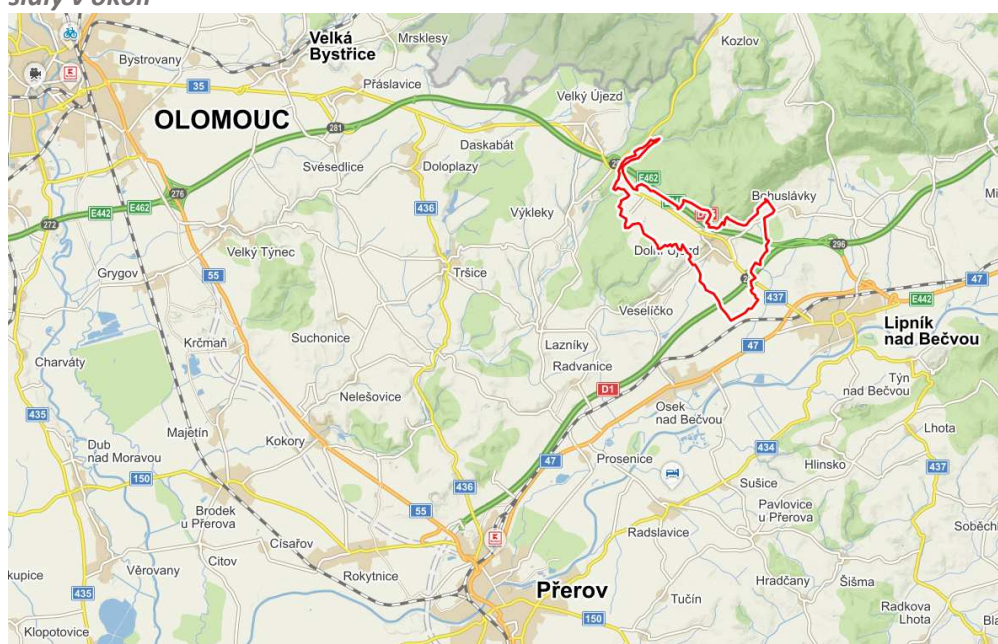 sídly v okolí
Kozlov
Velká
Bystřice
Mrsklesy
Bystrovany
35
Přáslavice
Velký Újezd
OLOMOUC
281
Daskabát
Svésedlice
Doloplazy
E462
276
Bohuslávky
E442
E462
436
Výkleky
272
Velký Týnec
Dolní Újezd
296
Grygov
55
Tršice
47
437
E442
Veselíčko
Suchonice
Lipník
nad Bečvou
Krčmaň
Lazníky
47
Charváty
Radvanice
Týn
nad Bečvou
D1
Nelešovice
435
Osek
nad Bečvou
Majetín
Kokory
Lhota
Dub
nad Moravou
434
47
Prosenice
Hlinsko
437
150
436
Sušice
Brodek
u Přerova
55
Pavlovice
u Přerova
Radslavice
Císařov
Věrovany
Citov
Rokytnice
Hradčany
Šišma
435
Přerov
Tučín
150
Radkova
Lhota
Klopotovice